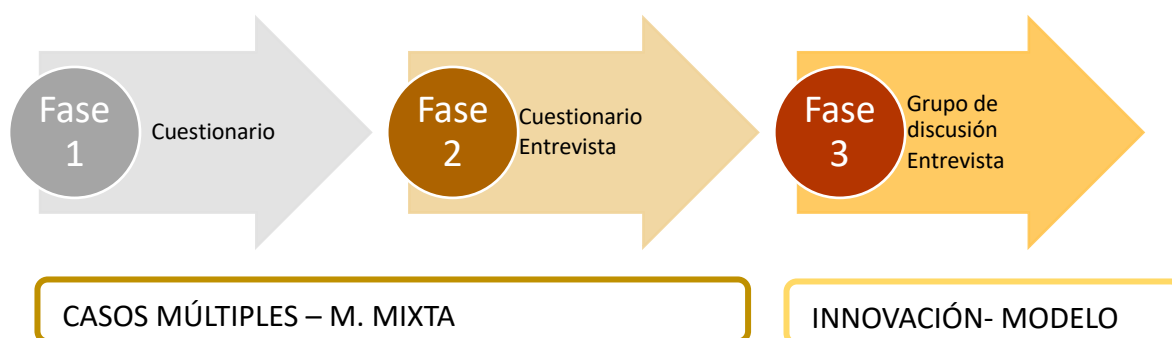 Fase
1
Cuestionario
Fase
2
Cuestionario
Entrevista
Fase
3
Grupo de
discusión
Entrevista
CASOS MÚLTIPLES – M. MIXTA
INNOVACIÓN- MODELO